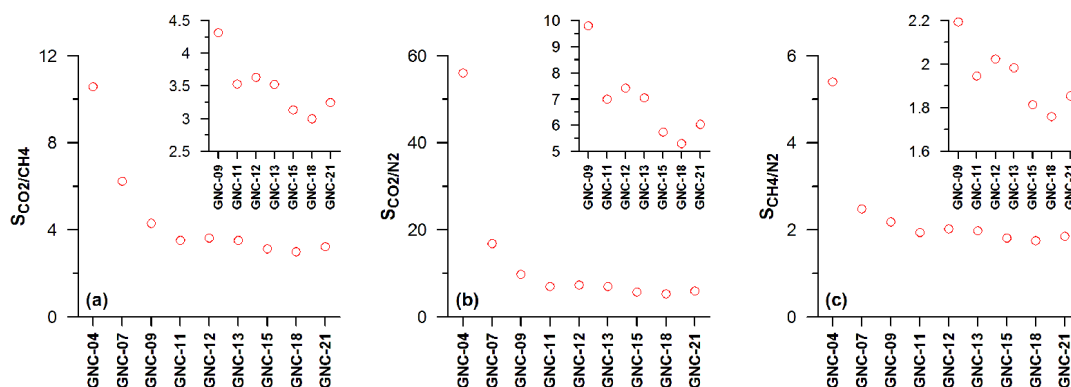 S_CO2/CH4
12
8
4
0
(a)
GNC-04
GNC-07
GNC-09
GNC-11
GNC-12
GNC-13
GNC-15
GNC-18
GNC-21
4.5
4
3.5
3
2.5
GNC-09
GNC-11
GNC-12
GNC-13
GNC-15
GNC-18
GNC-21
S_CO2/N2
60
40
20
0
(b)
GNC-04
GNC-07
GNC-09
GNC-11
GNC-12
GNC-13
GNC-15
GNC-18
GNC-21
10
9
8
7
6
5
GNC-09
GNC-11
GNC-12
GNC-13
GNC-15
GNC-18
GNC-21
S_CH4/N2
6
4
2
0
(c)
GNC-04
GNC-07
GNC-09
GNC-11
GNC-12
GNC-13
GNC-15
GNC-18
GNC-21
2.2
2
1.8
1.6
GNC-09
GNC-11
GNC-12
GNC-13
GNC-15
GNC-18
GNC-21